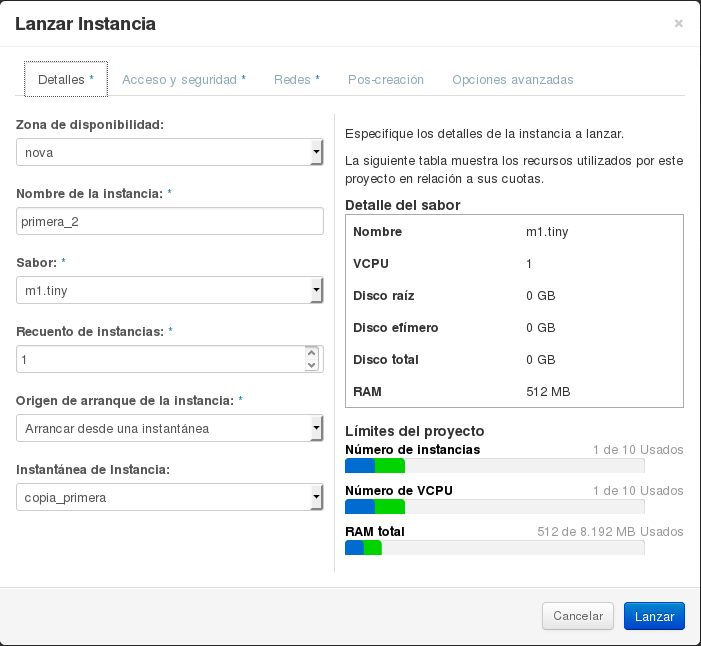 Lanzar Instancia ×
Detalles * Acceso y seguridad * Redes * Pos-creación Opciones avanzadas
Zona de disponibilidad:
nova
Nombre de la instancia: *
primera_2
Sabor: *
m1.tiny
Recuento de instancias: *
1
Origen de arranque de la instancia: *
Arrancar desde una instantánea
Instantánea de Instancia:
copia_primera
Especifique los detalles de la instancia a lanzar.
La siguiente tabla muestra los recursos utilizados por este
proyecto en relación a sus cuotas.
Detalle del sabor
Nombre m1.tiny
VCPU 1
Disco raíz 0 GB
Disco efímero 0 GB
Disco total 0 GB
RAM 512 MB
Límites del proyecto
Número de instancias 1 de 10 Usados
Número de VCPU 1 de 10 Usados
RAM total 512 de 8.192 MB Usados
Cancelar Lanzar